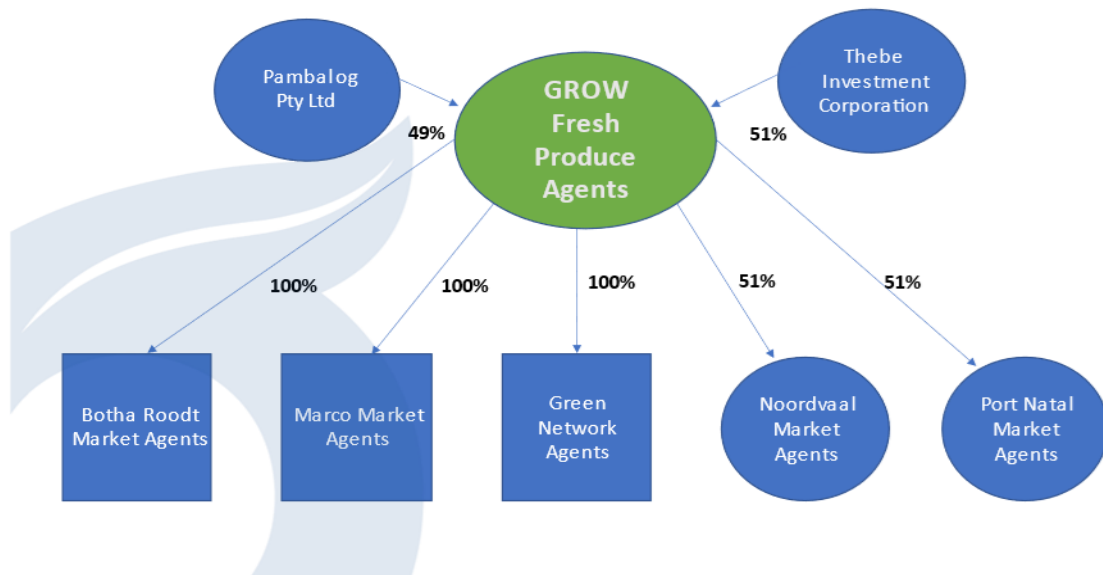 Pambalog
Pty Ltd
GROW
Fresh
Produce
Agents
Thebe
Investment
Corporation
49%
51%
100%
100%
100%
51%
51%
Botha Roodt
Market Agents
Marco Market
Agents
Green
Network
Agents
Noordvaal
Market
Agents
Port Natal
Market
Agents